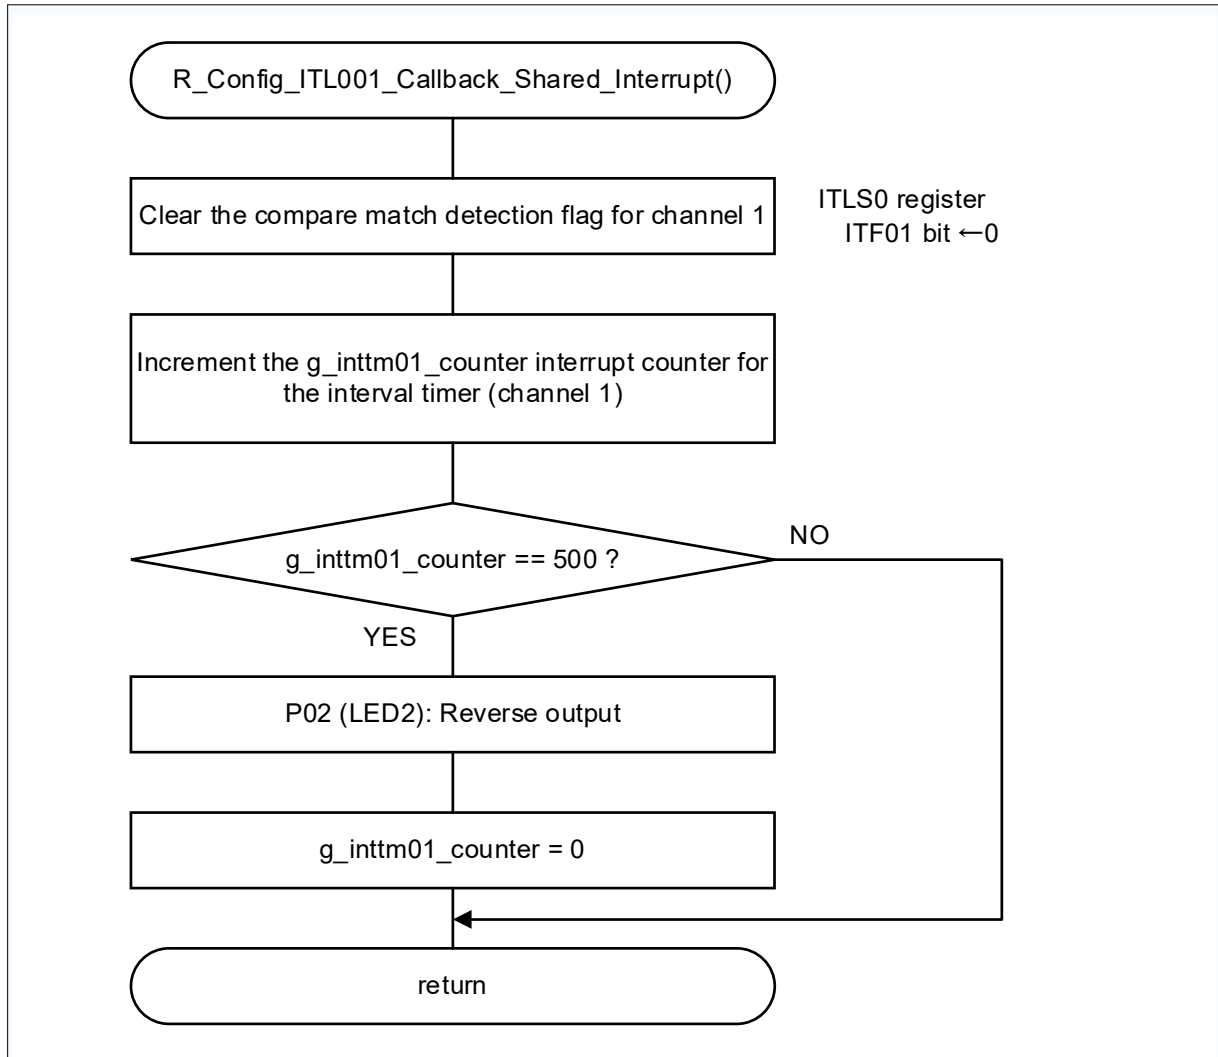 R_Config_ITL001_Callback_Shared_Interrupt()
Clear the compare match detection flag for channel 1
ITLS0 register
ITF01 bit ←0
Increment the g_inttm01_counter interrupt counter for
the interval timer (channel 1)
g_inttm01_counter == 500 ?
NO
YES
P02 (LED2): Reverse output
g_inttm01_counter = 0
return